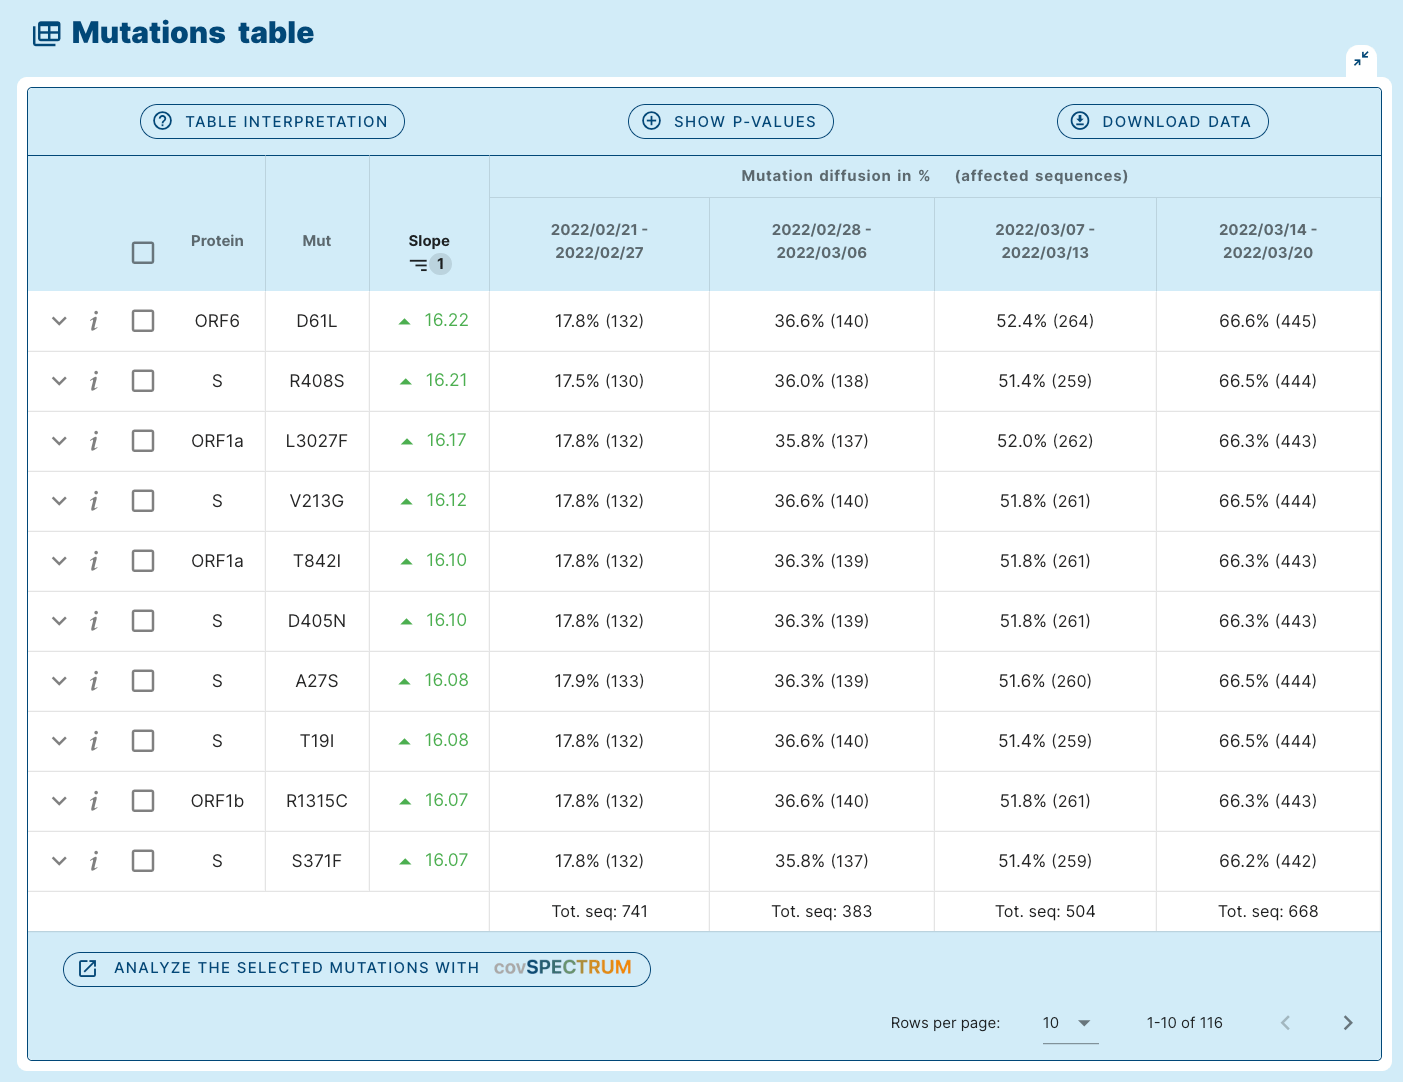 Mutations table
TABLE INTERPRETATION SHOW P-VALUES DOWNLOAD DATA
Mutation diffusion in % (affected sequences)
Protein Mut Slope 1 2022/02/21 - 2022/02/27 2022/02/28 - 2022/03/06 2022/03/07 - 2022/03/13 2022/03/14 - 2022/03/20
i ORF6 D61L 16.22 17.8% (132) 36.6% (140) 52.4% (264) 66.6% (445)
i S R408S 16.21 17.5% (130) 36.0% (138) 51.4% (259) 66.5% (444)
i ORF1a L3027F 16.17 17.8% (132) 35.8% (137) 52.0% (262) 66.3% (443)
i S V213G 16.12 17.8% (132) 36.6% (140) 51.8% (261) 66.5% (444)
i ORF1a T842I 16.10 17.8% (132) 36.3% (139) 51.8% (261) 66.3% (443)
i S D405N 16.10 17.8% (132) 36.3% (139) 51.8% (261) 66.3% (443)
i S A27S 16.08 17.9% (133) 36.3% (139) 51.6% (260) 66.5% (444)
i S T19I 16.08 17.8% (132) 36.6% (140) 51.4% (259) 66.5% (444)
i ORF1b R1315C 16.07 17.8% (132) 36.6% (140) 51.8% (261) 66.3% (443)
i S S371F 16.07 17.8% (132) 35.8% (137) 51.4% (259) 66.2% (442)
Tot. seq: 741 Tot. seq: 383 Tot. seq: 504 Tot. seq: 668
ANALYZE THE SELECTED MUTATIONS WITH covSPECTRUM
Rows per page: 10 1-10 of 116